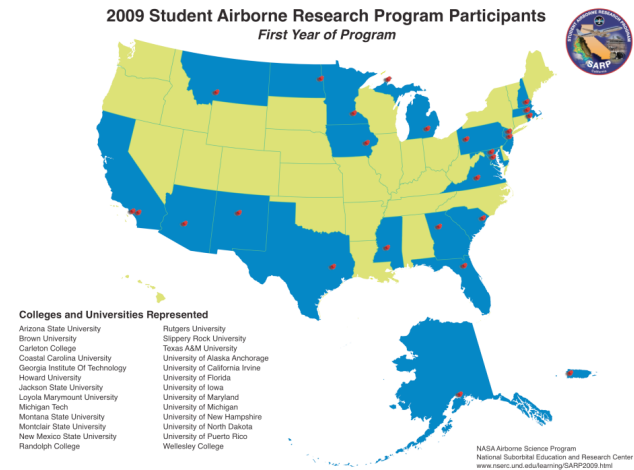 2009 Student Airborne Research Program Participants
First Year of Program
STUDENT AIRBORNE RESEARCH PROGRAM
SARP
Colleges and Universities Represented
Arizona State University
Brown University
Carleton College
Coastal Carolina University
Georgia Institute Of Technology
Howard University
Jackson State University
Loyola Marymount University
Michigan Tech
Montana State University
Montclair State University
New Mexico State University
Randolph College
Rutgers University
Slippery Rock University
Texas A&M University
University of Alaska Anchorage
University of California Irvine
University of Florida
University of Iowa
University of Maryland
University of Michigan
University of New Hampshire
University of North Dakota
University of Puerto Rico
Wellesley College
NASA Airborne Science Program
National Suborbital Education and Research Center
www.nserc.und.edu/learning/SARP2009.html